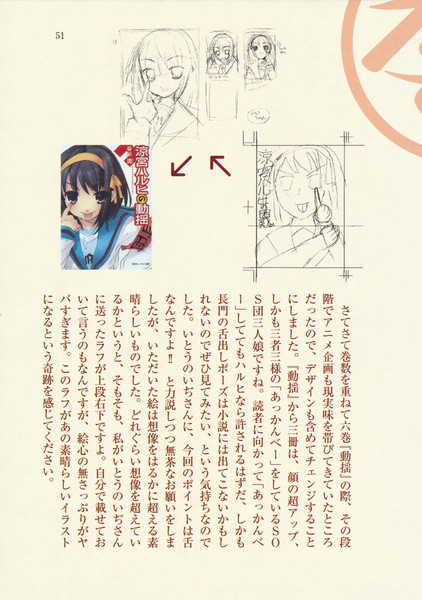 51
涼宮ハルヒの動揺
さてさて巻数を重ねて六巻『動揺』の際、その段
階でアニメ企画も現実味を帯びてきていたところ
だったので、デザインも含めてチェンジすること
にしました。『動揺』から三冊は、顔の超アップ、
しかも三者三様の「あっかんべー」をしているSO
S団三人娘ですね。読者に向かって「あっかんべ
ー」しててもハルヒなら許されるはずだ、しかも
長門の舌出しポーズは小説には出てこないかもし
れないのでぜひ見てみたい、という気持ちなので
した。いとうのいぢさんに、今回のポイントは舌
なんですよ!! と力説しつつ無茶なお願いをしま
したが、いただいた絵は想像をはるかに超える素
晴らしいものでした。どれぐらい想像を超えてい
るかというと、そもそも、私がいとうのいぢさん
に送ったラフが上段右下ですよ。自分で載せてお
いて言うのもなんですが、絵心の無さっぷりがヤ
バすぎます。このラフがあの素晴らしいイラスト
になるという奇跡を感じてください。